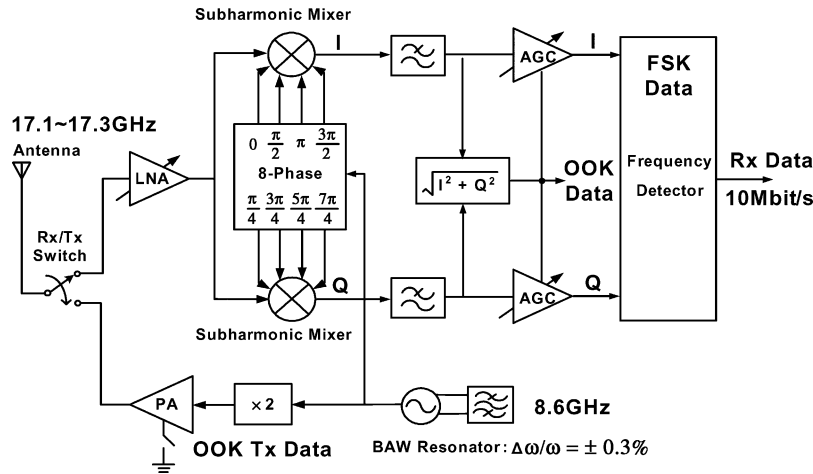 Subharmonic Mixer
I
AGC
I
FSK
Data
17.1~17.3GHz
Antenna
LNA
0 π/2 π 3π/2
8-Phase
π/4 3π/4 5π/4 7π/4
√I² + Q²
OOK
Data
Frequency
Detector
Rx Data
10Mbit/s
Rx/Tx
Switch
Q
AGC
Q
Subharmonic Mixer
PA
×2
8.6GHz
OOK Tx Data
BAW Resonator: Δω/ω = ± 0.3%